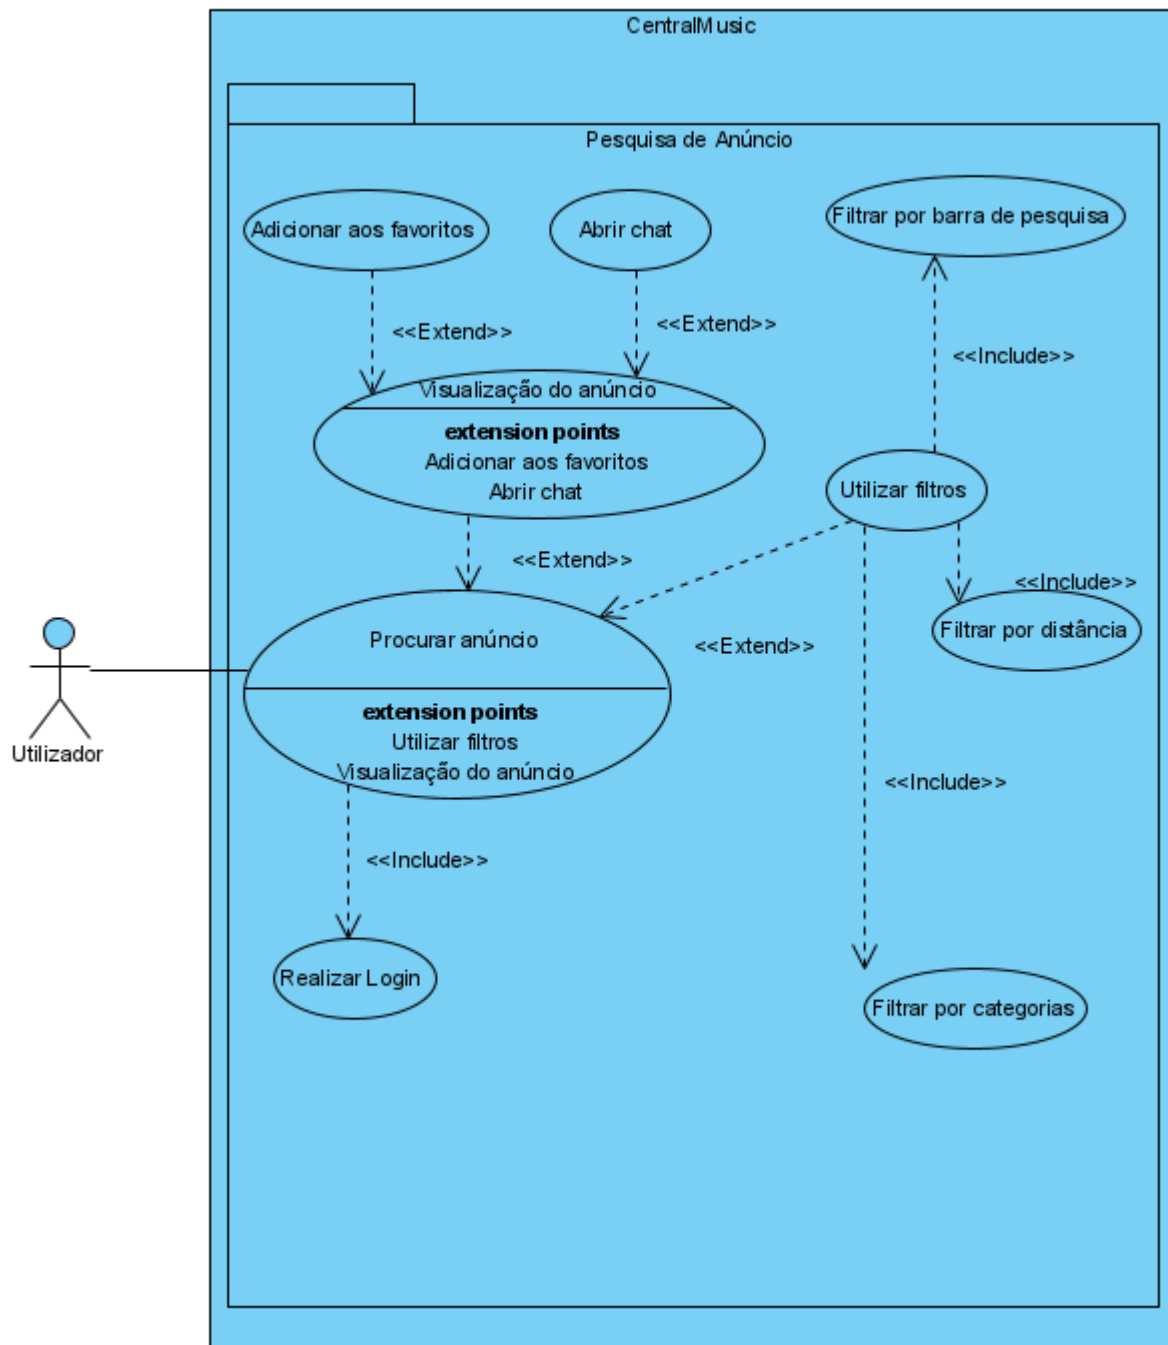 CentralMusic
Pesquisa de Anúncio
Adicionar aos favoritos
Abrir chat
Filtrar por barra de pesquisa
<<Extend>>
<<Extend>>
<<Include>>
Visualização do anúncio
extension points
Adicionar aos favoritos
Abrir chat
Utilizar filtros
<<Extend>>
<<Include>>
Filtrar por distância
Procurar anúncio
<<Extend>>
extension points
Utilizar filtros
Visualização do anúncio
Utilizador
<<Include>>
<<Include>>
Realizar Login
Filtrar por categorias